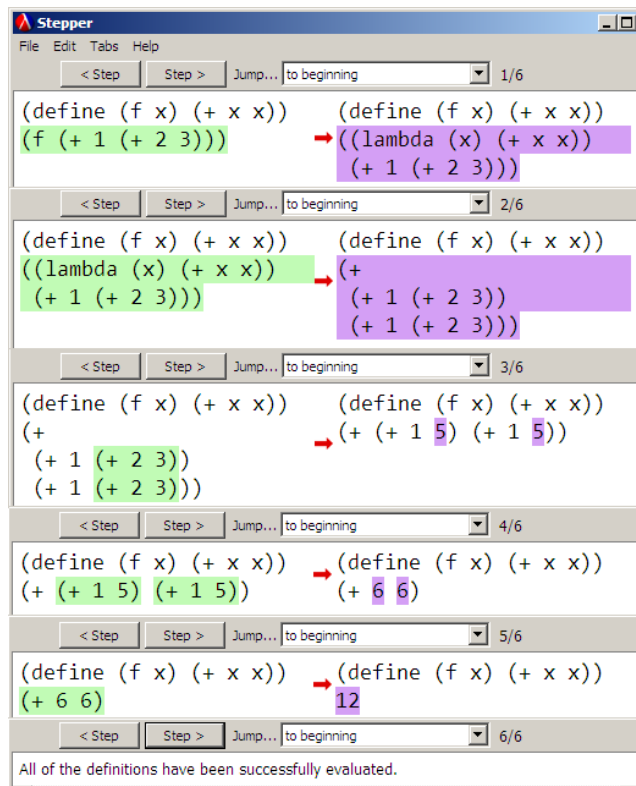 Stepper
File Edit Tabs Help
< Step Step > Jump... to beginning 1/6
(define (f x) (+ x x)) (define (f x) (+ x x))
(f (+ 1 (+ 2 3))) ((lambda (x) (+ x x))
(+ 1 (+ 2 3)))
< Step Step > Jump... to beginning 2/6
(define (f x) (+ x x)) (define (f x) (+ x x))
((lambda (x) (+ x x)) (+
(+ 1 (+ 2 3))) (+ 1 (+ 2 3))
(+ 1 (+ 2 3)))
< Step Step > Jump... to beginning 3/6
(define (f x) (+ x x)) (define (f x) (+ x x))
(+ (+ (+ 1 5) (+ 1 5))
(+ 1 (+ 2 3))
(+ 1 (+ 2 3)))
< Step Step > Jump... to beginning 4/6
(define (f x) (+ x x)) (define (f x) (+ x x))
(+ (+ 1 5) (+ 1 5)) (+ 6 6)
< Step Step > Jump... to beginning 5/6
(define (f x) (+ x x)) (define (f x) (+ x x))
(+ 6 6) 12
< Step Step > Jump... to beginning 6/6
All of the definitions have been successfully evaluated.